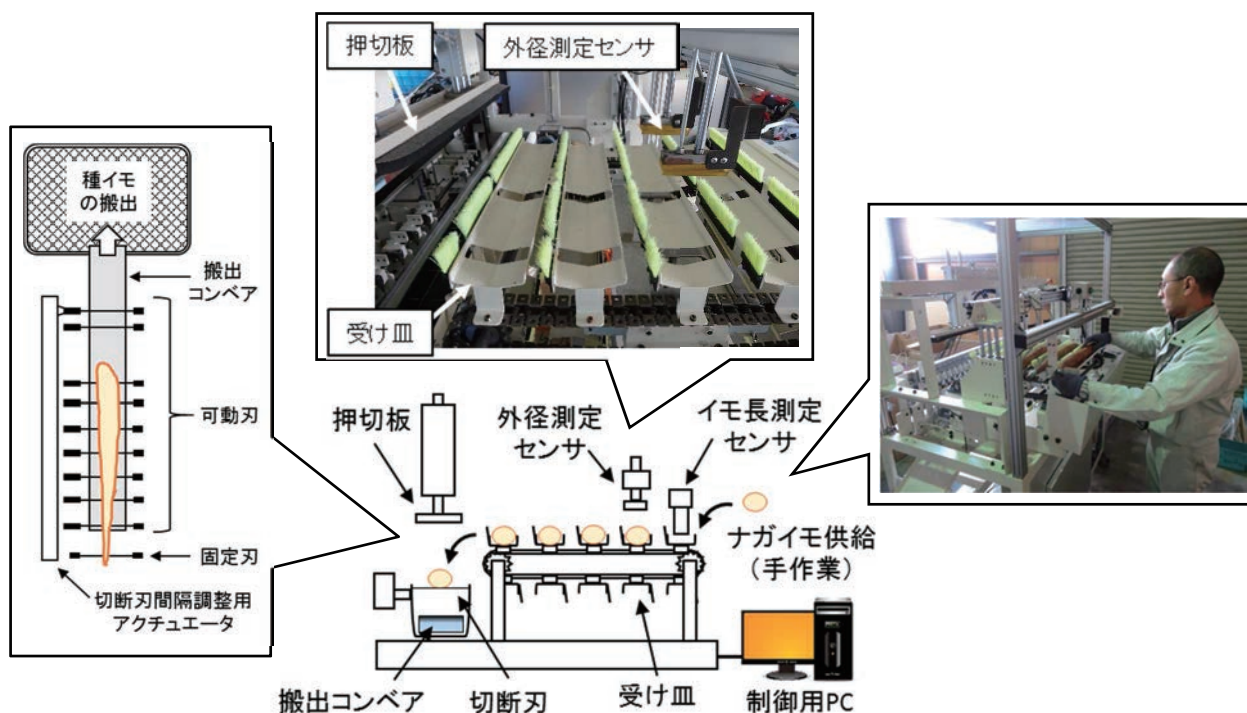 押切板
外径測定センサ
受け皿
種イモ
の搬出
搬出
コンベア
可動刃
固定刃
切断刃間隔調整用
アクチュエータ
押切板
外径測定
センサ
イモ長測定
センサ
ナガイモ供給
（手作業）
搬出コンベア
切断刃
受け皿
制御用PC